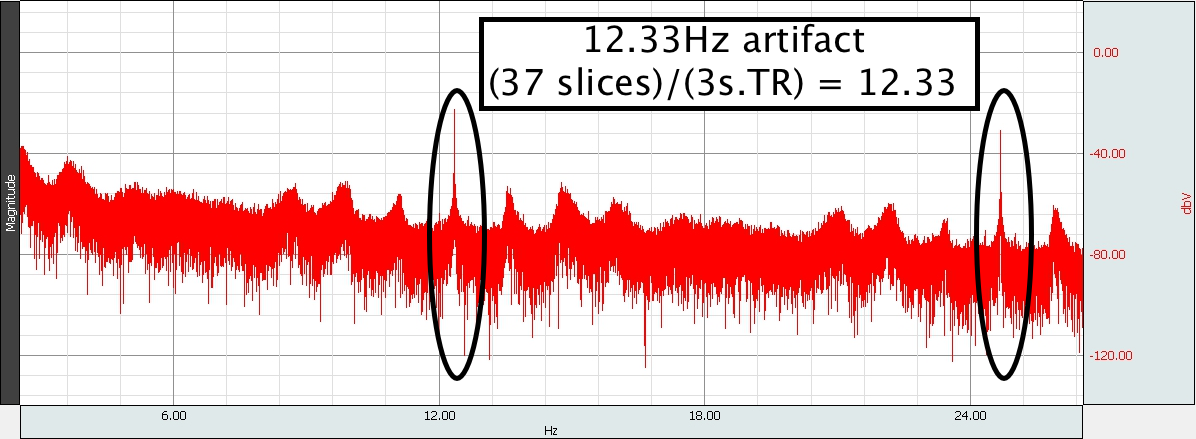 12.33Hz artifact
(37 slices)/(3s.TR) = 12.33
0.00
-40.00
-80.00
-120.00
Magnitude
dbV
6.00
12.00
18.00
24.00
Hz